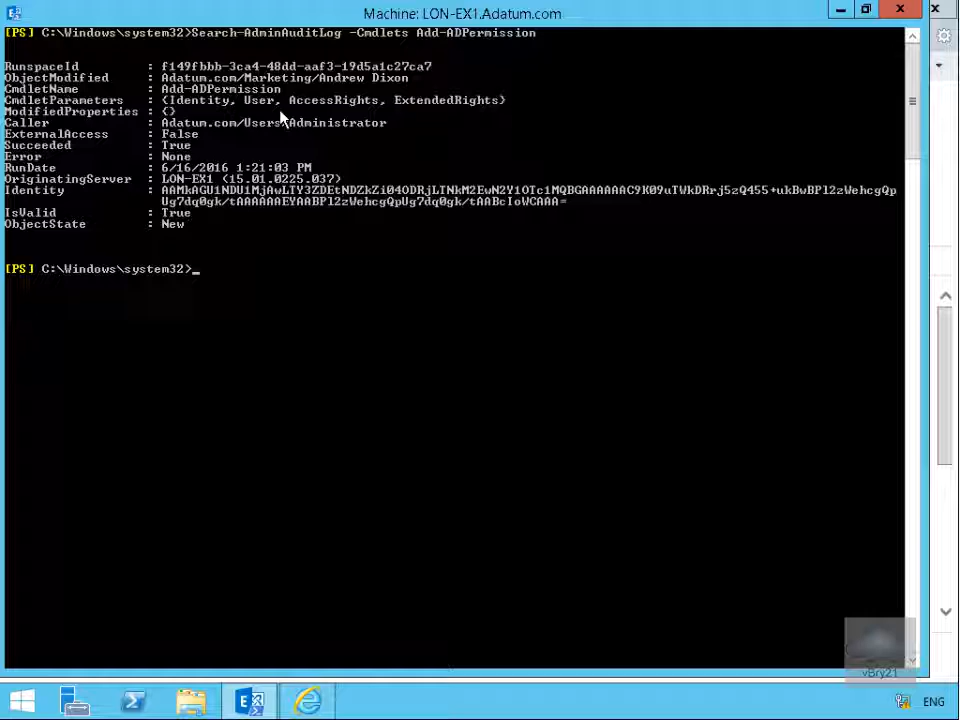 Machine: LON-EX1.Adatum.com
[PS] C:\Windows\system32>Search-AdminAuditLog -Cmdlets Add-ADPermission
RunspaceId : f149fbbb-3ca4-48dd-aaf3-19d5a1c27ca7
ObjectModified : Adatum.com/Marketing/Andrew Dixon
CmdletName : Add-ADPermission
CmdletParameters : {Identity, User, AccessRights, ExtendedRights}
ModifiedProperties : {}
Caller : Adatum.com/Users/Administrator
ExternalAccess : False
Succeeded : True
Error : None
RunDate : 6/16/2016 1:21:03 PM
OriginatingServer : LON-EX1 (15.01.0225.037)
Identity :
IsValid : True
ObjectState : New
[PS] C:\Windows\system32>_
vBry21
ENG